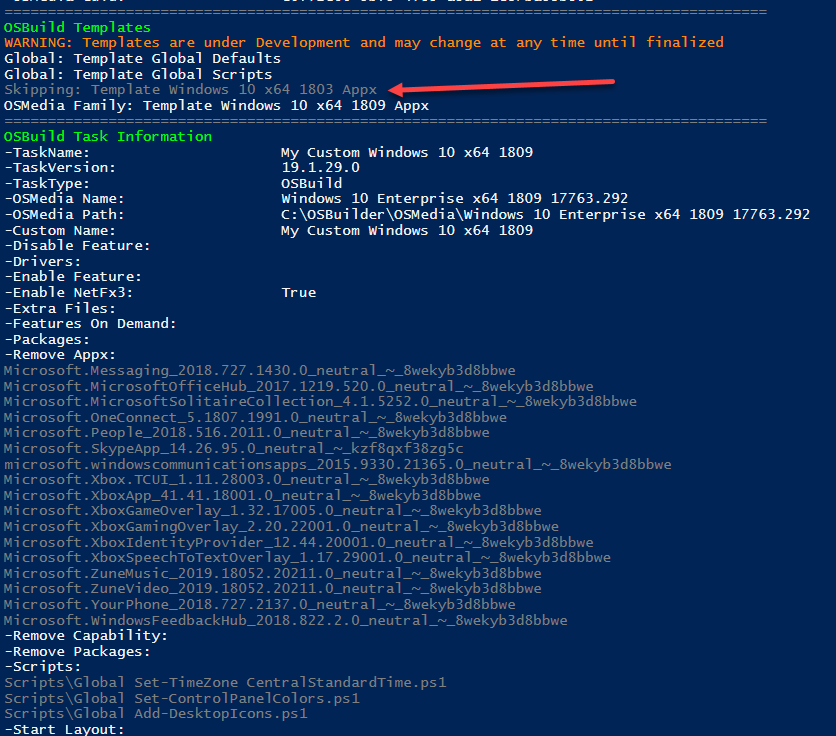 ================================================================================
OSBuild Templates
WARNING: Templates are under Development and may change at any time until finalized
Global: Template Global Defaults
Global: Template Global Scripts
Skipping: Template Windows 10 x64 1803 Appx
OSMedia Family: Template Windows 10 x64 1809 Appx
================================================================================
OSBuild Task Information
-TaskName: My Custom Windows 10 x64 1809
-TaskVersion: 19.1.29.0
-TaskType: OSBuild
-OSMedia Name: Windows 10 Enterprise x64 1809 17763.292
-OSMedia Path: C:\OSBuilder\OSMedia\Windows 10 Enterprise x64 1809 17763.292
-Custom Name: My Custom Windows 10 x64 1809
-Disable Feature:
-Drivers:
-Enable Feature:
-Enable NetFx3: True
-Extra Files:
-Features On Demand:
-Packages:
-Remove Appx:
Microsoft.Messaging_2018.727.1430.0_neutral_~_8wekyb3d8bbwe
Microsoft.MicrosoftOfficeHub_2017.1219.520.0_neutral_~_8wekyb3d8bbwe
Microsoft.MicrosoftSolitaireCollection_4.1.5252.0_neutral_~_8wekyb3d8bbwe
Microsoft.OneConnect_5.1807.1991.0_neutral_~_8wekyb3d8bbwe
Microsoft.People_2018.516.2011.0_neutral_~_8wekyb3d8bbwe
Microsoft.SkypeApp_14.26.95.0_neutral_~_kzf8qxf38zg5c
microsoft.windowscommunicationsapps_2015.9330.21365.0_neutral_~_8wekyb3d8bbwe
Microsoft.Xbox.TCUI_1.11.28003.0_neutral_~_8wekyb3d8bbwe
Microsoft.XboxApp_41.41.18001.0_neutral_~_8wekyb3d8bbwe
Microsoft.XboxGameOverlay_1.32.17005.0_neutral_~_8wekyb3d8bbwe
Microsoft.XboxGamingOverlay_2.20.22001.0_neutral_~_8wekyb3d8bbwe
Microsoft.XboxIdentityProvider_12.44.20001.0_neutral_~_8wekyb3d8bbwe
Microsoft.XboxSpeechToTextOverlay_1.17.29001.0_neutral_~_8wekyb3d8bbwe
Microsoft.ZuneMusic_2019.18052.20211.0_neutral_~_8wekyb3d8bbwe
Microsoft.ZuneVideo_2019.18052.20211.0_neutral_~_8wekyb3d8bbwe
Microsoft.YourPhone_2018.727.2137.0_neutral_~_8wekyb3d8bbwe
Microsoft.WindowsFeedbackHub_2018.822.2.0_neutral_~_8wekyb3d8bbwe
-Remove Capability:
-Remove Packages:
-Scripts:
Scripts\Global Set-TimeZone CentralStandardTime.ps1
Scripts\Global Set-ControlPanelColors.ps1
Scripts\Global Add-DesktopIcons.ps1
-Start Layout: